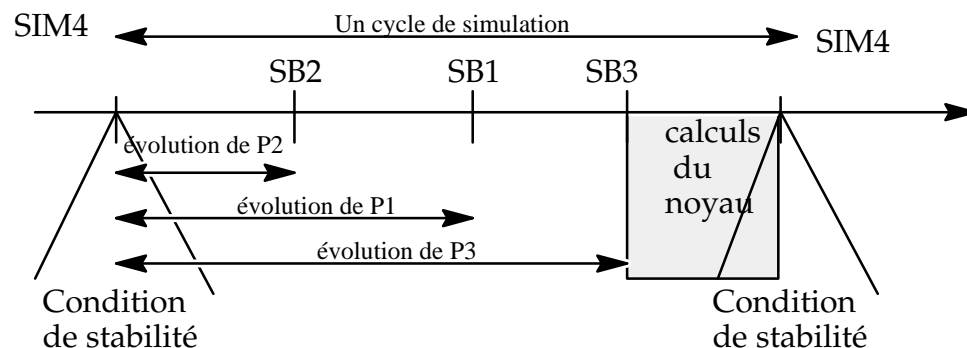 SIM4
Un cycle de simulation
SIM4
SB2
SB1
SB3
évolution de P2
évolution de P1
évolution de P3
calculs
du
noyau
Condition
de stabilité
Condition
de stabilité